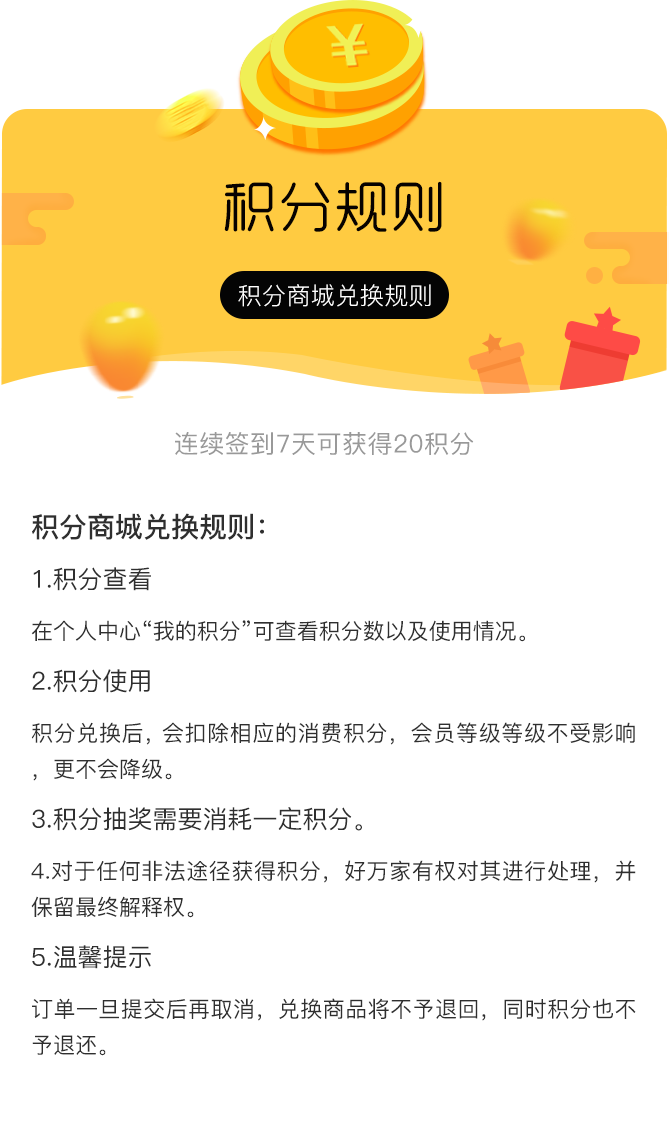 ¥
积分规则
积分商城兑换规则
连续签到7天可获得20积分
积分商城兑换规则：
1.积分查看
在个人中心“我的积分”可查看积分数以及使用情况。
2.积分使用
积分兑换后，会扣除相应的消费积分，会员等级等级不受影响
，更不会降级。
3.积分抽奖需要消耗一定积分。
4.对于任何非法途径获得积分，好万家有权对其进行处理，并
保留最终解释权。
5.温馨提示
订单一旦提交后再取消，兑换商品将不予退回，同时积分也不
予退还。